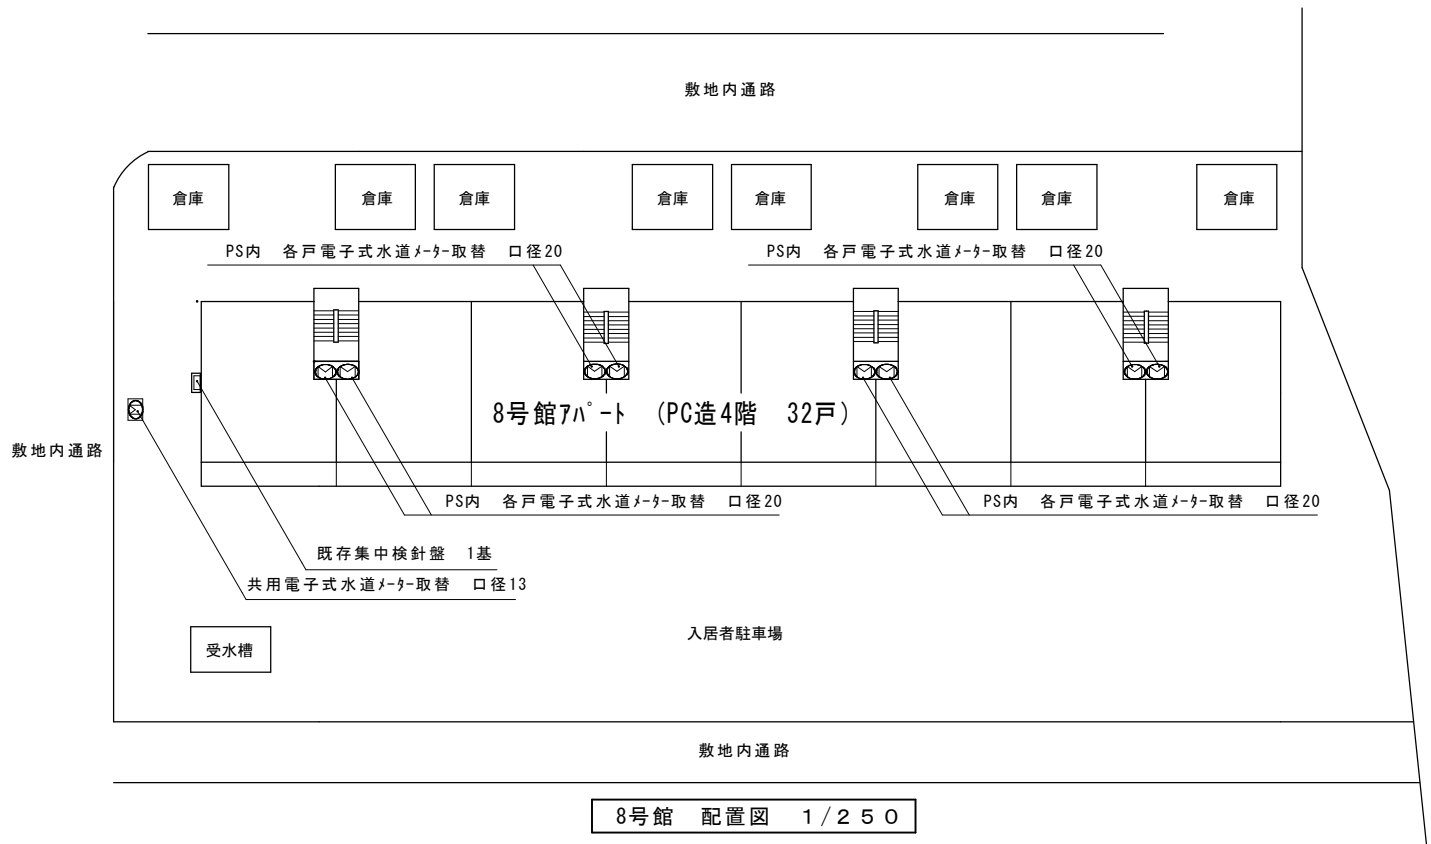 敷地内通路
倉庫
倉庫
倉庫
倉庫
倉庫
倉庫
倉庫
倉庫
PS内　各戸電子式水道ﾒｰﾀｰ取替　口径20
PS内　各戸電子式水道ﾒｰﾀｰ取替　口径20
8号館ｱﾊﾟｰﾄ　(PC造4階　32戸)
敷地内通路
PS内　各戸電子式水道ﾒｰﾀｰ取替　口径20
PS内　各戸電子式水道ﾒｰﾀｰ取替　口径20
既存集中検針盤　1基
共用電子式水道ﾒｰﾀｰ取替　口径13
入居者駐車場
受水槽
敷地内通路
8号館　配置図　１/２５０